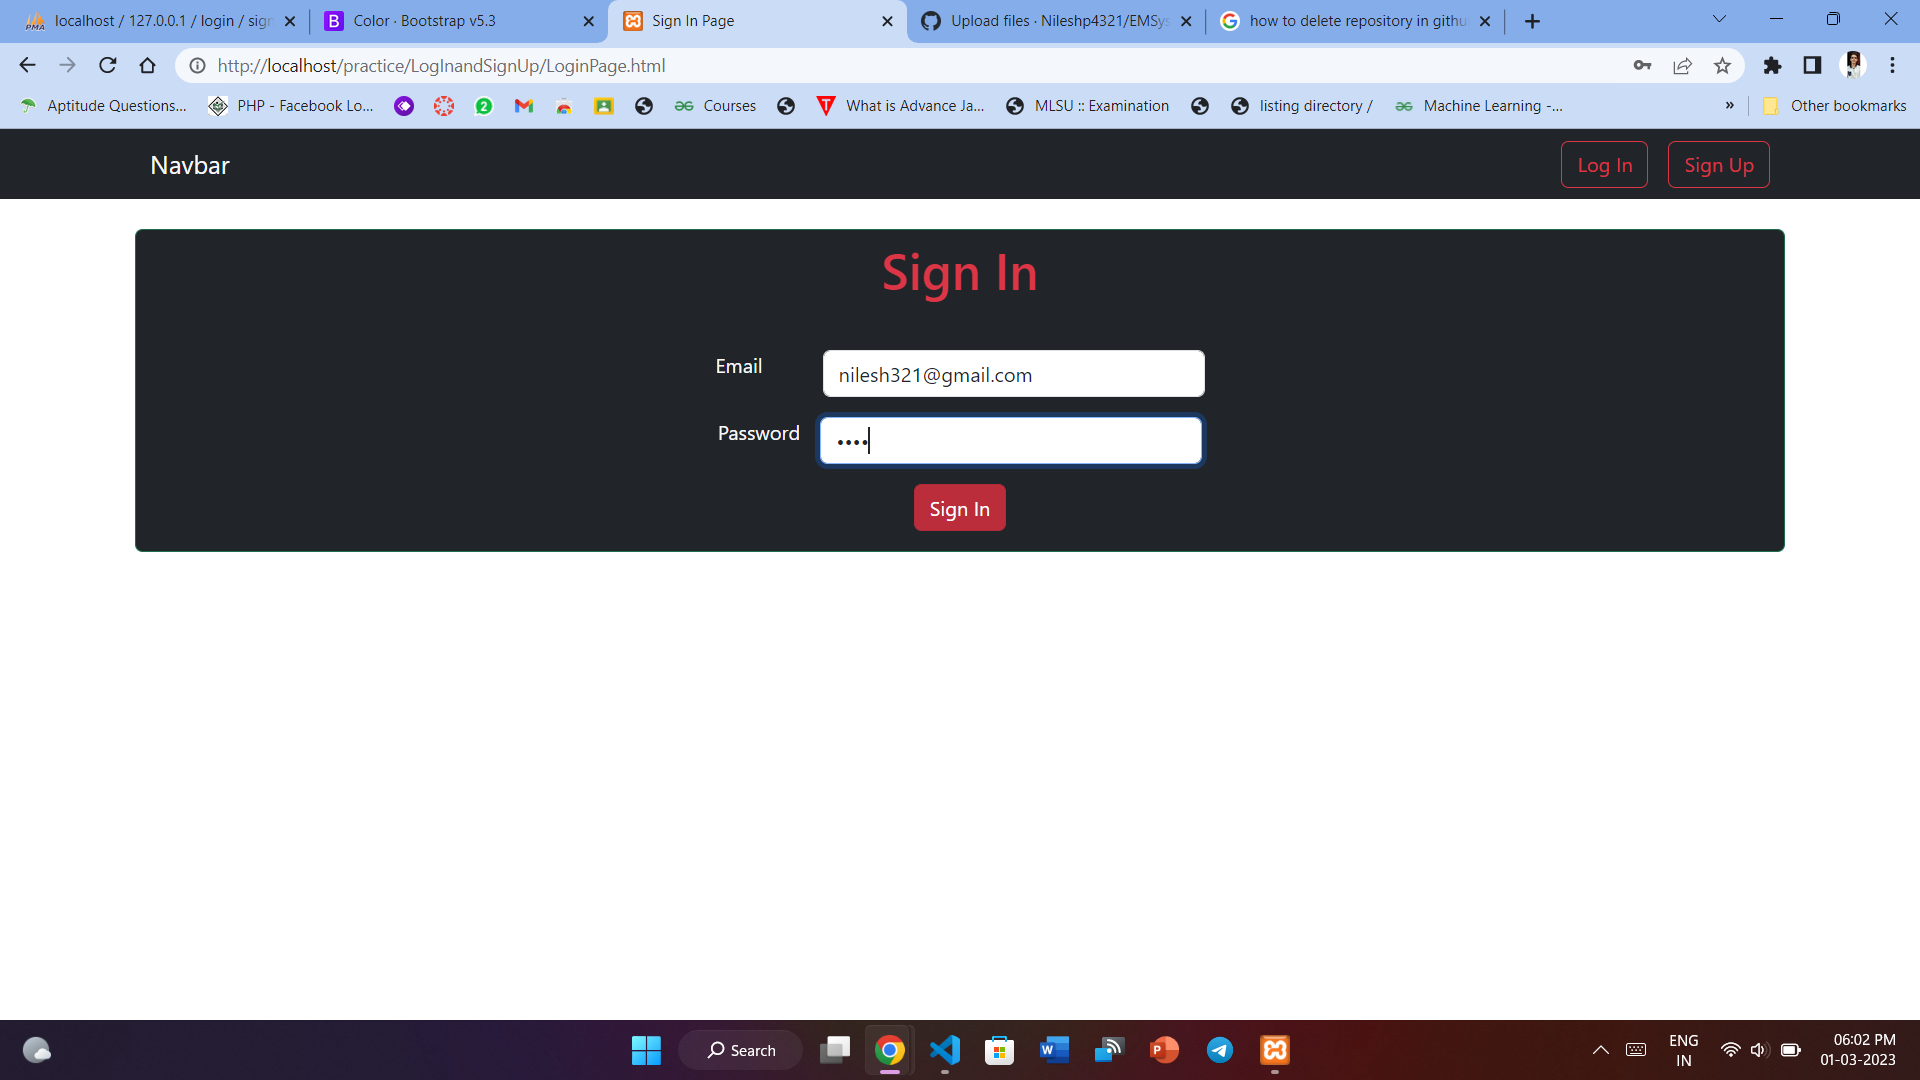 localhost / 127.0.0.1 / login / sign
Color · Bootstrap v5.3
Sign In Page
Upload files · Nileshp4321/EMSys
how to delete repository in githu
http://localhost/practice/LogInandSignUp/LoginPage.html
Aptitude Questions...
PHP - Facebook Lo...
Courses
What is Advance Ja...
MLSU :: Examination
listing directory /
Machine Learning -...
»
Other bookmarks
Navbar
Log In
Sign Up
Sign In
Email
nilesh321@gmail.com
Password
••••
Sign In
Search
ENG
IN
06:02 PM
01-03-2023